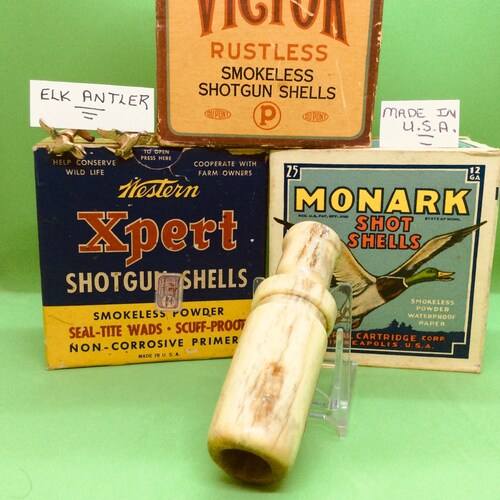 VICTOR
RUSTLESS
SMOKELESS
SHOTGUN SHELLS
DUPONT
P
DUPONT
ELK ANTLER
MADE IN
U.S.A.
HELP CONSERVE
WILD LIFE
TO OPEN
PRESS HERE
COOPERATE WITH
FARM OWNERS
Western
Xpert
SHOTGUN SHELLS
SMOKELESS POWDER
SEAL-TITE WADS • SCUFF-PROOF
NON-CORROSIVE PRIMER
MADE IN U.S.A.
25
12
GA
MONARK
SHOT
SHELLS
SMOKELESS
POWDER
WATERPROOF
PAPER
CARTRIDGE CORP.
U.S.A.